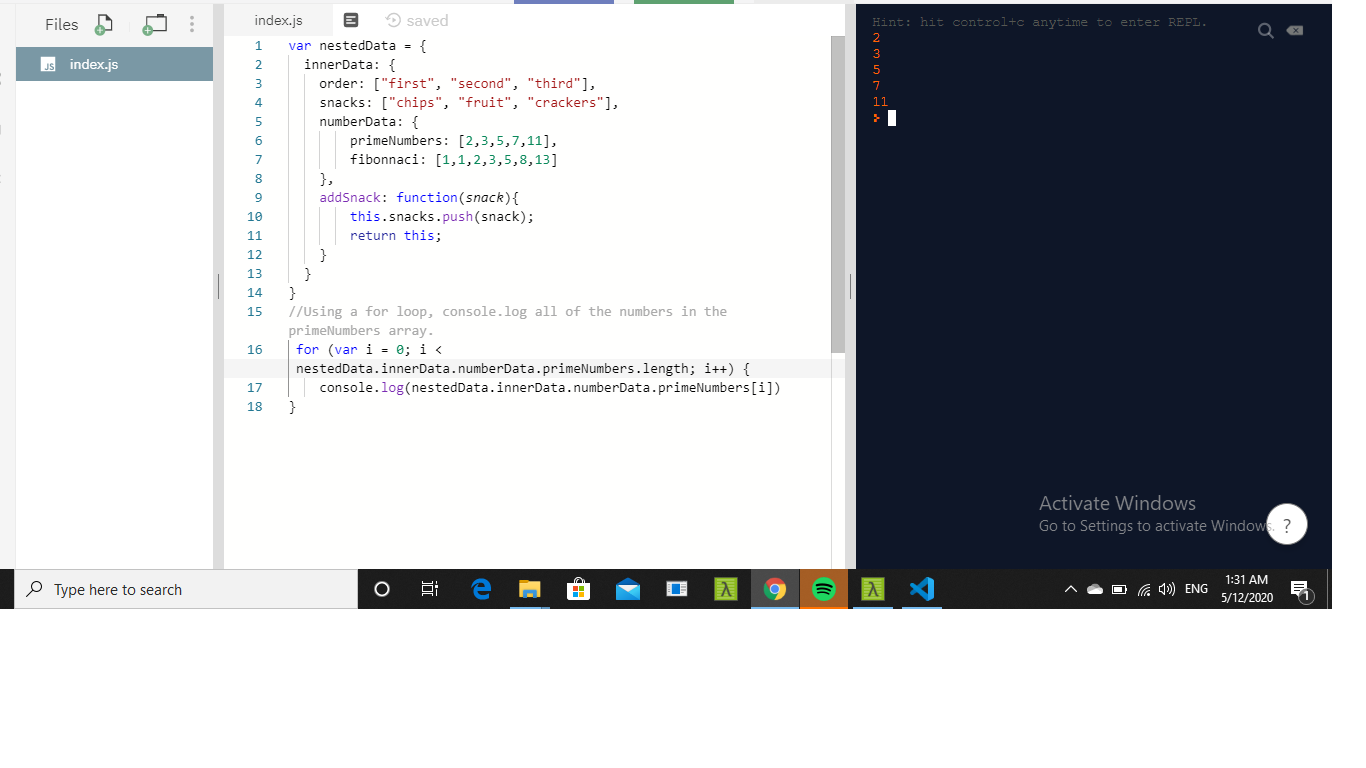 Files
index.js
index.js
saved
1 var nestedData = {
2 innerData: {
3 order: ["first", "second", "third"],
4 snacks: ["chips", "fruit", "crackers"],
5 numberData: {
6 primeNumbers: [2,3,5,7,11],
7 fibonnaci: [1,1,2,3,5,8,13]
8 },
9 addSnack: function(snack){
10 this.snacks.push(snack);
11 return this;
12 }
13 }
14 }
15 //Using a for loop, console.log all of the numbers in the
primeNumbers array.
16 for (var i = 0; i <
nestedData.innerData.numberData.primeNumbers.length; i++) {
17 console.log(nestedData.innerData.numberData.primeNumbers[i])
18 }
Hint: hit control+c anytime to enter REPL.
2
3
5
7
11
Activate Windows
Go to Settings to activate Windows.
?
Type here to search
ENG
1:31 AM
5/12/2020
1